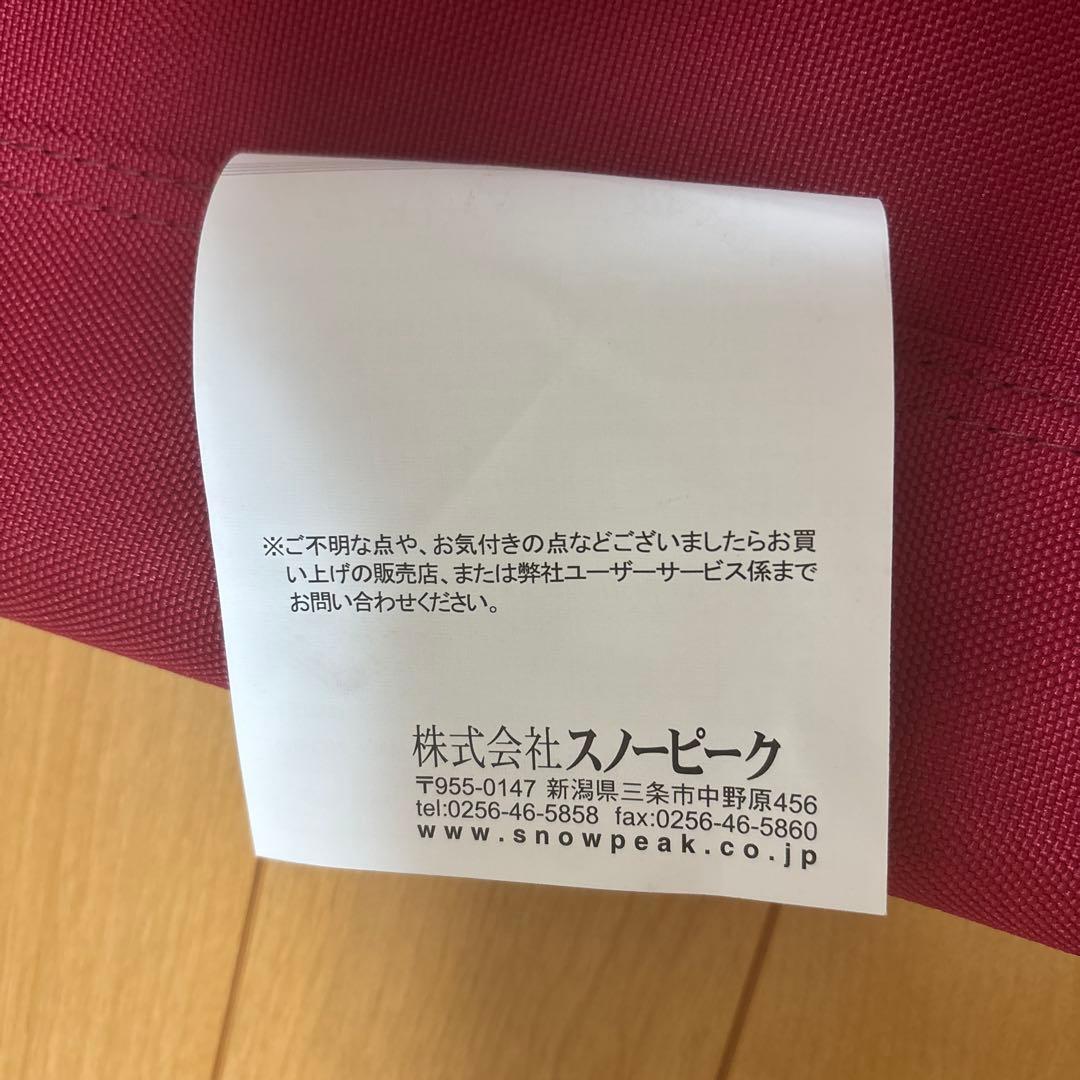 ※ご不明な点や、お気付きの点などございましたらお買
い上げの販売店、または弊社ユーザーサービス係まで
お問い合わせください。
株式会社スノーピーク
〒955-0147 新潟県三条市中野原456
tel:0256-46-5858 fax:0256-46-5860
www.snowpeak.co.jp